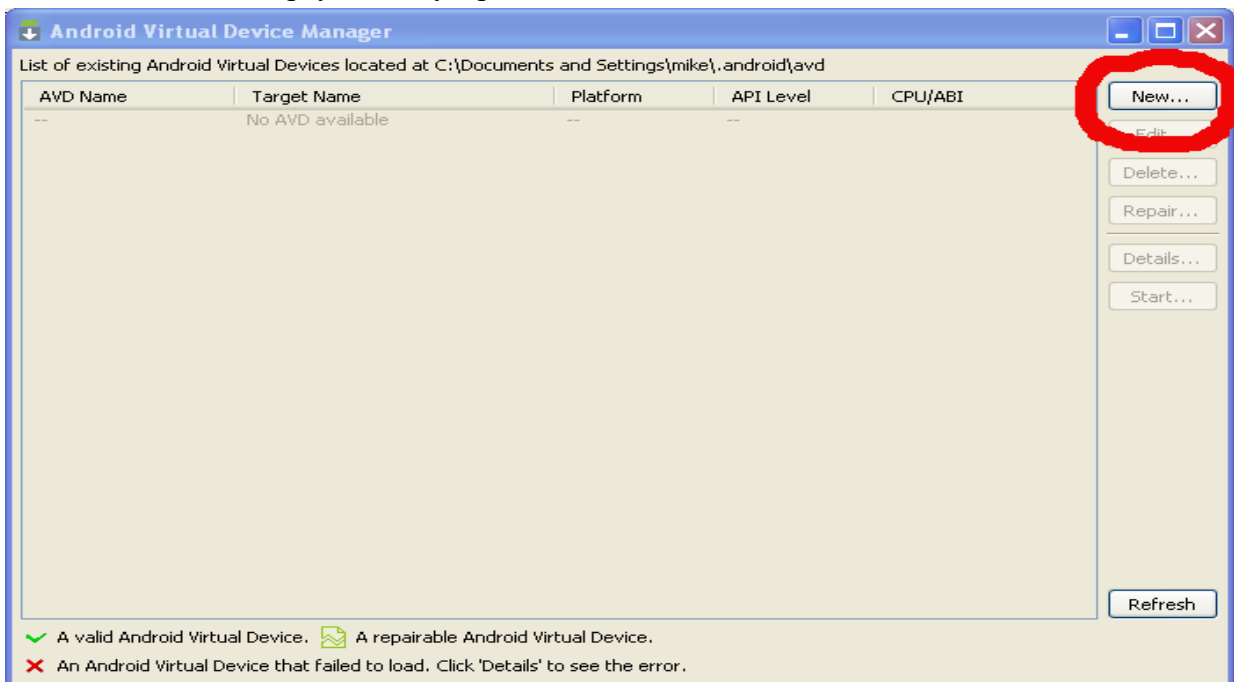 Android Virtual Device Manager
List of existing Android Virtual Devices located at C:\Documents and Settings\mike\.android\avd
AVD Name Target Name Platform API Level CPU/ABI
-- No AVD available -- --
New...
Edit...
Delete...
Repair...
Details...
Start...
Refresh
A valid Android Virtual Device. A repairable Android Virtual Device.
An Android Virtual Device that failed to load. Click 'Details' to see the error.